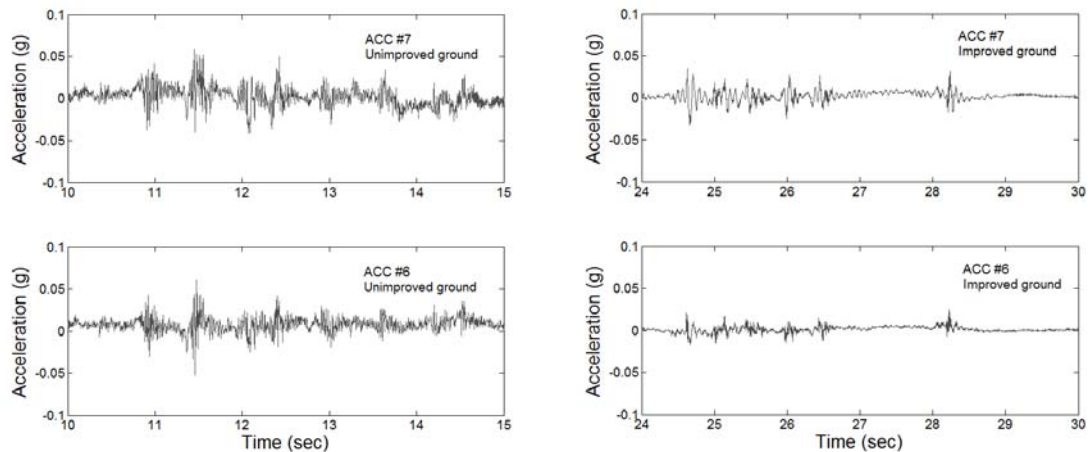 0.1
0.05
0
-0.05
-0.1
Acceleration (g)
ACC #7
Unimproved ground
10 11 12 13 14 15
0.1
0.05
0
-0.05
-0.1
Acceleration (g)
ACC #7
Improved ground
24 25 26 27 28 29 30
0.1
0.05
0
-0.05
-0.1
Acceleration (g)
ACC #6
Unimproved ground
10 11 12 13 14 15
Time (sec)
0.1
0.05
0
-0.05
-0.1
Acceleration (g)
ACC #6
Improved ground
24 25 26 27 28 29 30
Time (sec)